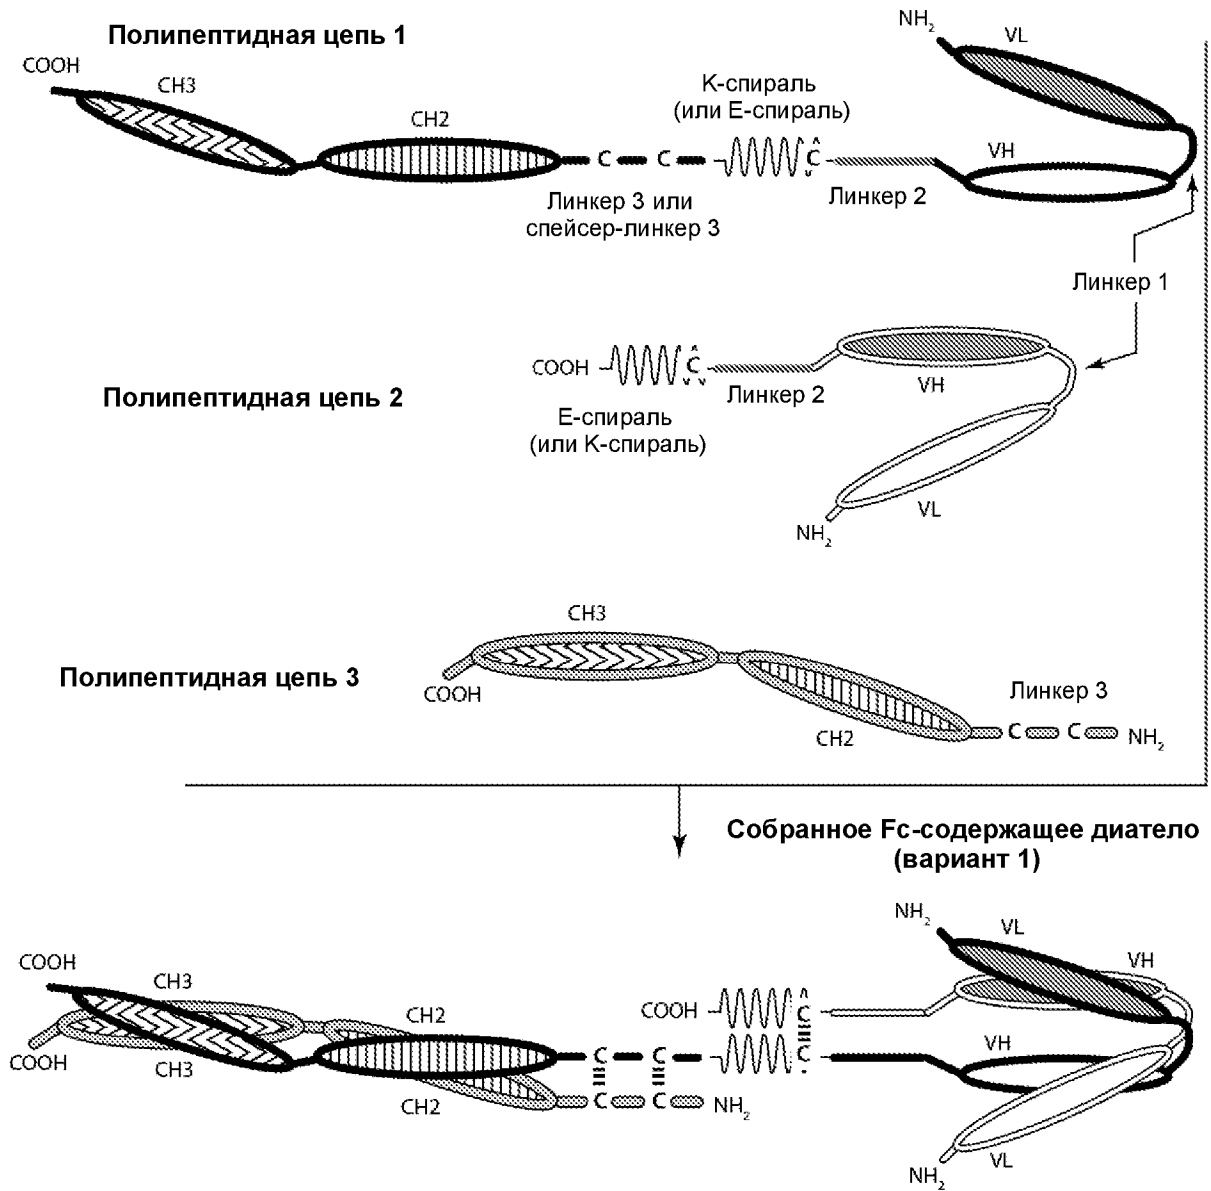 Полипептидная цепь 1
COOH
CH3
CH2
C
C
Линкер 3 или
спейсер-линкер 3
K-спираль
(или E-спираль)
C
Линкер 2
NH2
VL
VH
Линкер 1
Полипептидная цепь 2
COOH
C
E-спираль
(или K-спираль)
Линкер 2
VH
VL
NH2
Полипептидная цепь 3
COOH
CH3
CH2
Линкер 3
C
C
NH2
Собранное Fc-содержащее диатело
(вариант 1)
COOH
COOH
CH3
CH3
CH2
CH2
C
C
C
C
NH2
COOH
C
C
NH2
VL
VH
VH
VL
NH2